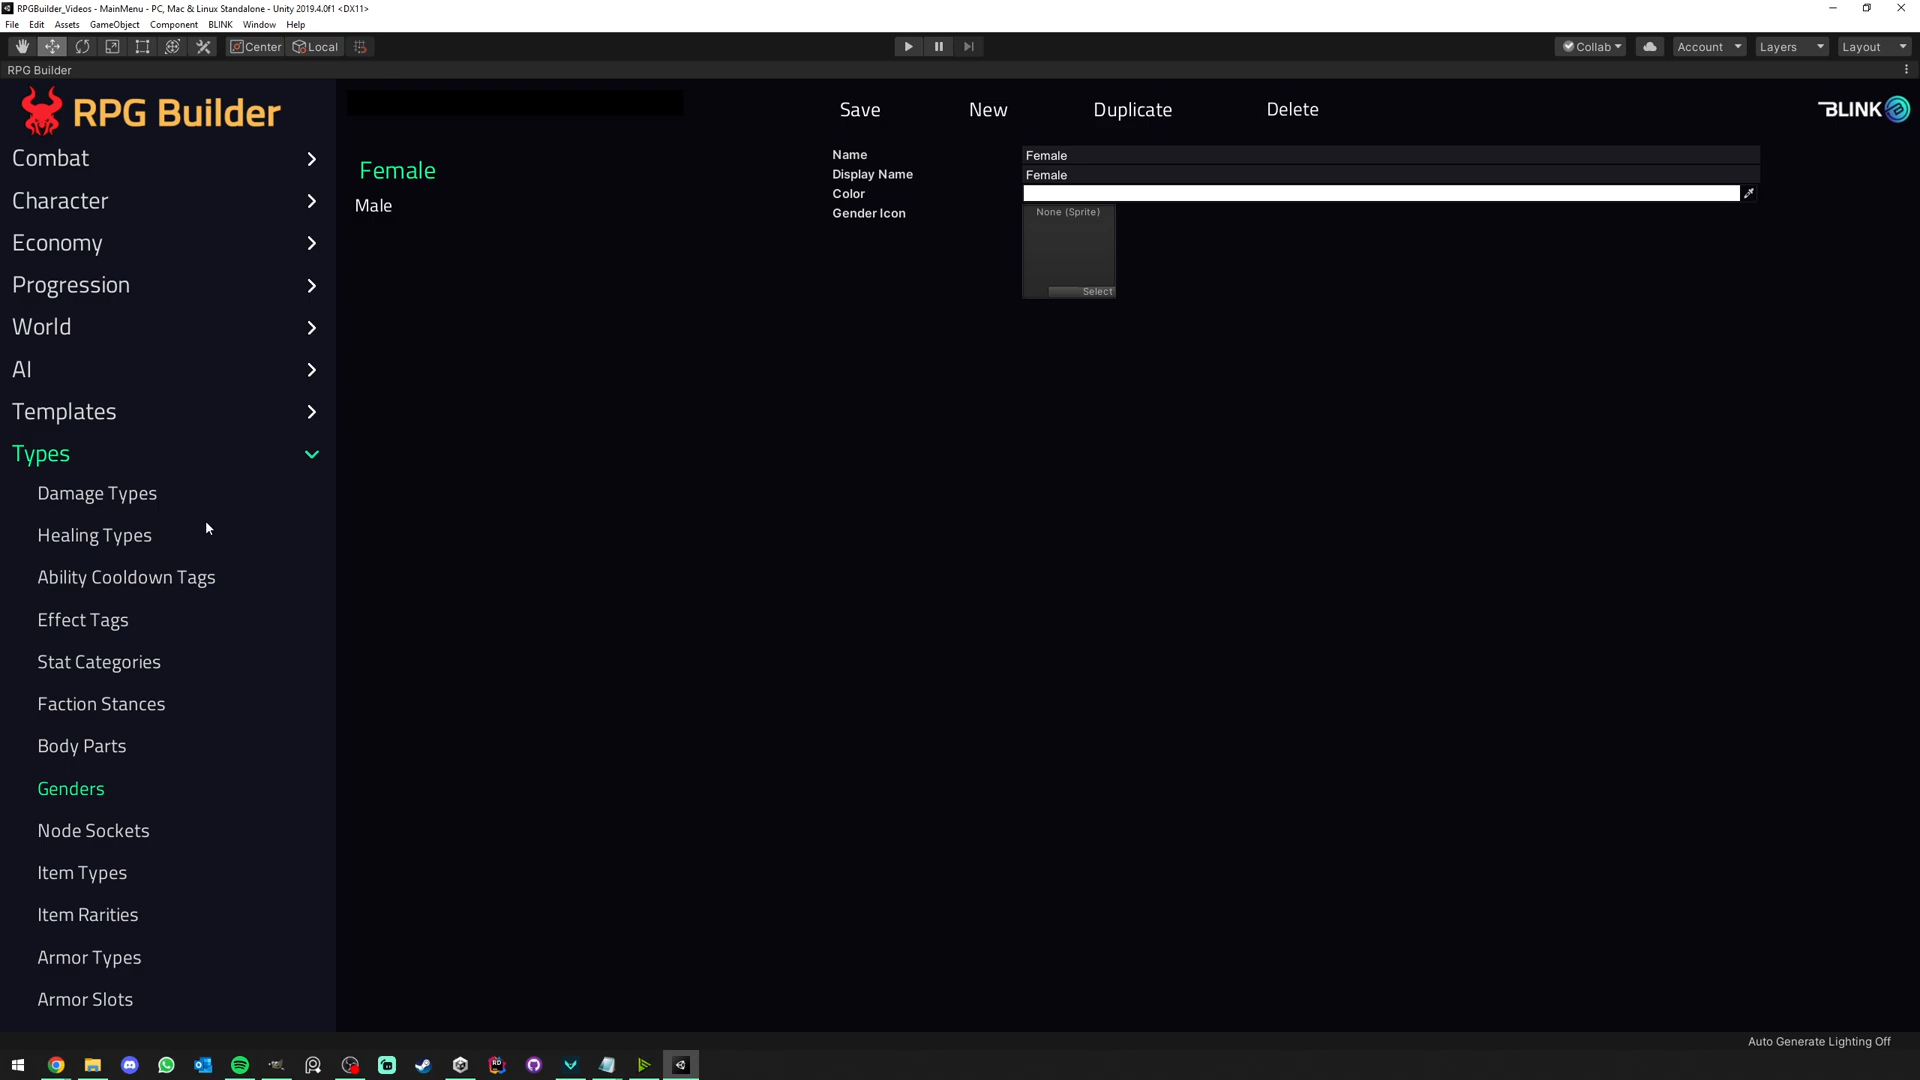 RPGBuilder_Videos - MainMenu - PC, Mac & Linux Standalone - Unity 2019.4.0f1 <DX11>
File Edit Assets GameObject Component BLINK Window Help
Center Local Collab Account Layers Layout
RPG Builder
RPG Builder
Save New Duplicate Delete
BLINK
Combat
Character
Economy
Progression
World
AI
Templates
Types
Damage Types
Healing Types
Ability Cooldown Tags
Effect Tags
Stat Categories
Faction Stances
Body Parts
Genders
Node Sockets
Item Types
Item Rarities
Armor Types
Armor Slots
Female
Male
Name Female
Display Name Female
Color
Gender Icon
None (Sprite)
Select
Auto Generate Lighting Off